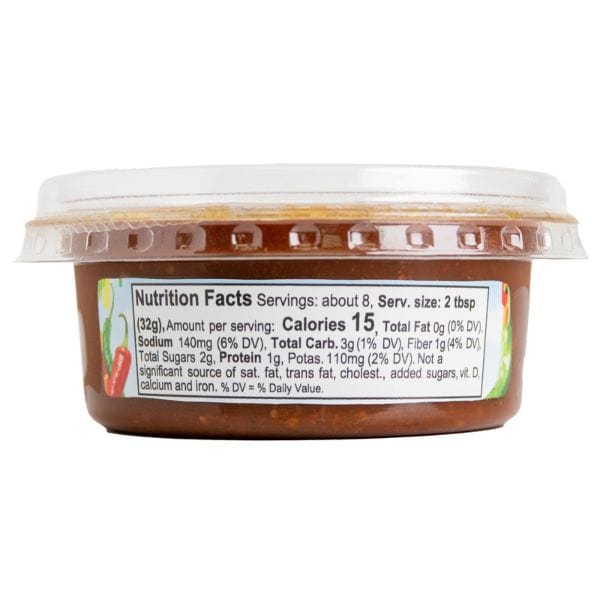 Nutrition Facts Servings: about 8, Serv. size: 2 tbsp
(32g), Amount per serving: Calories 15, Total Fat 0g (0% DV),
Sodium 140mg (6% DV), Total Carb. 3g (1% DV), Fiber 1g (4% DV),
Total Sugars 2g, Protein 1g, Potas. 110mg (2% DV). Not a
significant source of sat. fat, trans fat, cholest., added sugars, vit. D,
calcium and iron. % DV = % Daily Value.